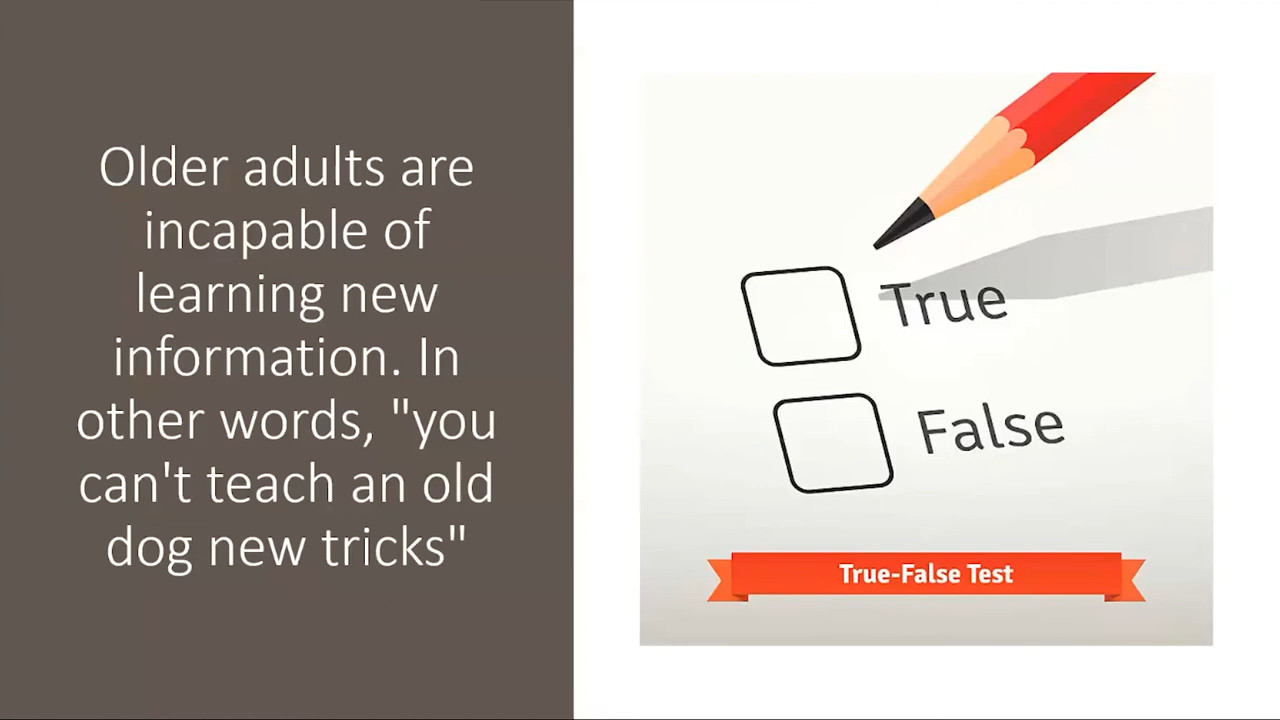 Older adults are
incapable of
learning new
information. In
other words, "you
can't teach an old
dog new tricks"
True
False
True-False Test